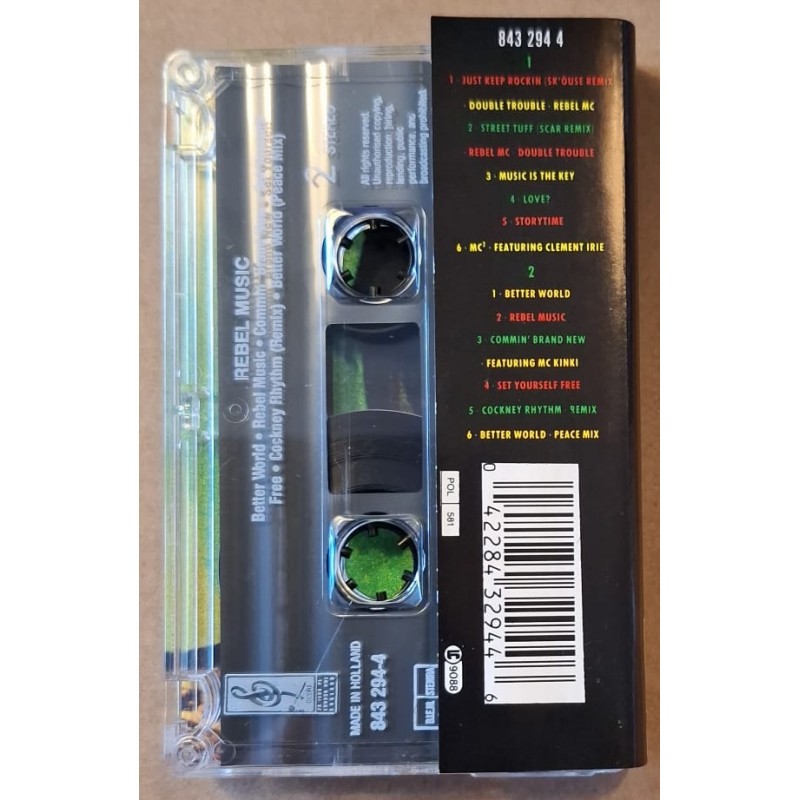 843 294 4
1
1 · JUST KEEP ROCKIN (SK'OUSE REMIX
DOUBLE TROUBLE · REBEL MC
2 · STREET TUFF (SCAR REMIX)
REBEL MC · DOUBLE TROUBLE
3 · MUSIC IS THE KEY
4 · LOVE?
5 · STORYTIME
6 · MC² · FEATURING CLEMENT IRIE
2
1 · BETTER WORLD
2 · REBEL MUSIC
3 · COMMIN' BRAND NEW
· FEATURING MC KINKI
4 · SET YOURSELF FREE
5 · COCKNEY RHYTHM · REMIX
6 · BETTER WORLD · PEACE MIX
POL 581
0 42284 32944 6
LC 9088
REBEL MUSIC
Better World • Rebel Music • Commin' Brand New • Set Yourself
Free • Cockney Rhythm (Remix) • Better World (Peace Mix)
2 STEREO
All rights reserved.
Unauthorised copying,
reproduction, hiring,
lending, public
performance, and
broadcasting prohibited
MADE IN HOLLAND
843 294-4
STEMRA